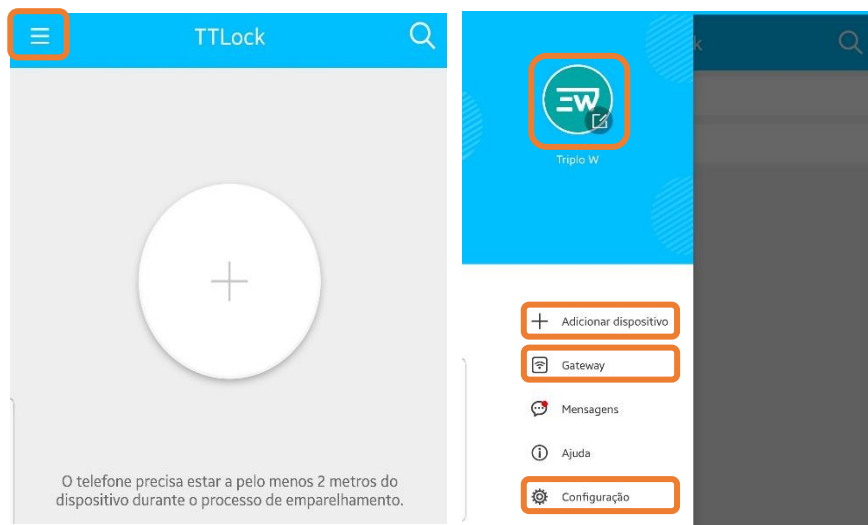 TTLock
O telefone precisa estar a pelo menos 2 metros do
dispositivo durante o processo de emparelhamento.
k
EW
Triplo W
Adicionar dispositivo
Gateway
Mensagens
Ajuda
Configuração